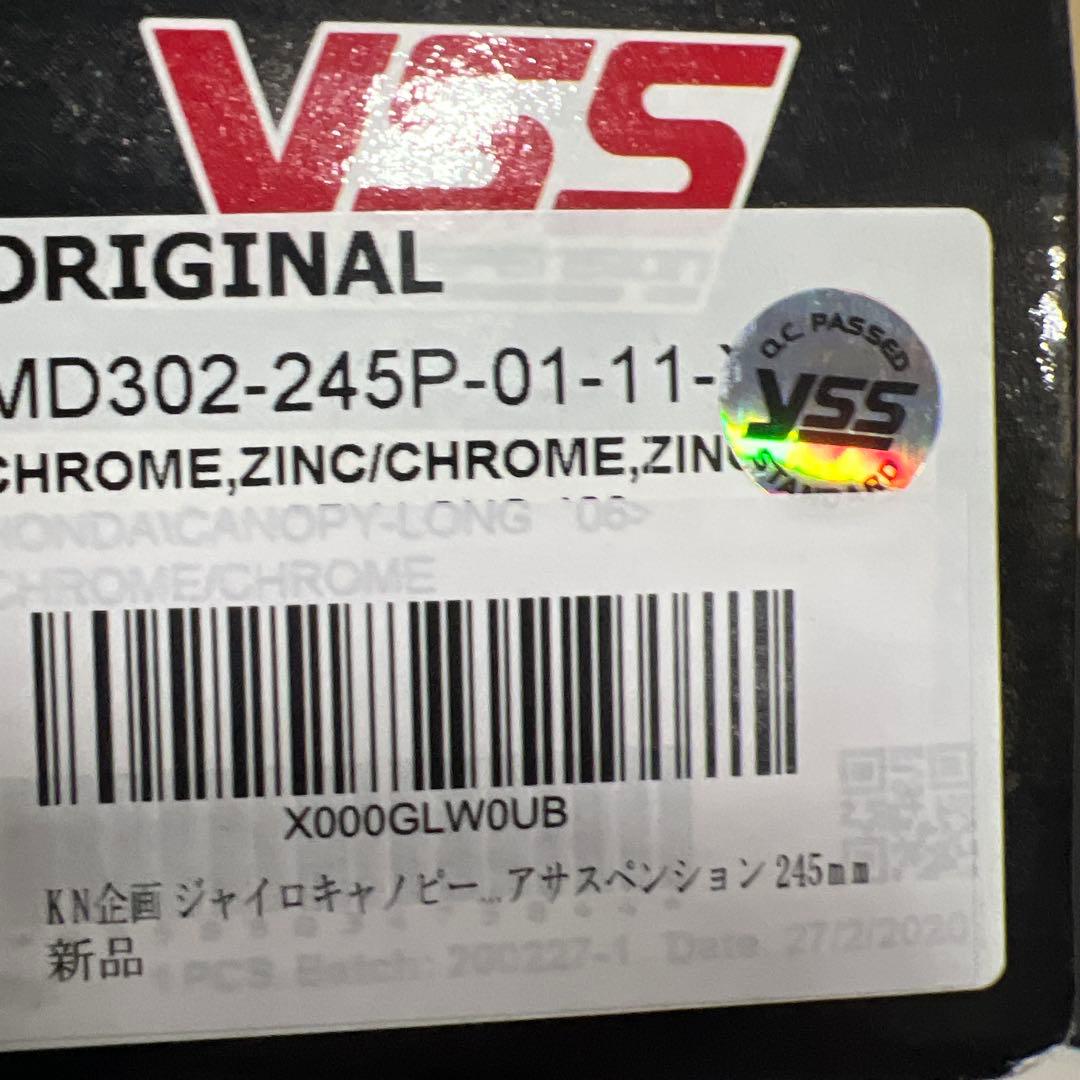 YSS
ORIGINAL
MD302-245P-01-11-
CHROME,ZINC/CHROME,ZINC
Q.C. PASSED
YSS
STANDARD
HONDA\CANOPY-LONG '06>
CHROME/CHROME
X000GLW0UB
KN企画 ジャイロキャノピー...アサスペンション 245mm
新品
1 PCS Batch: 200227-1 Date 27/2/2020